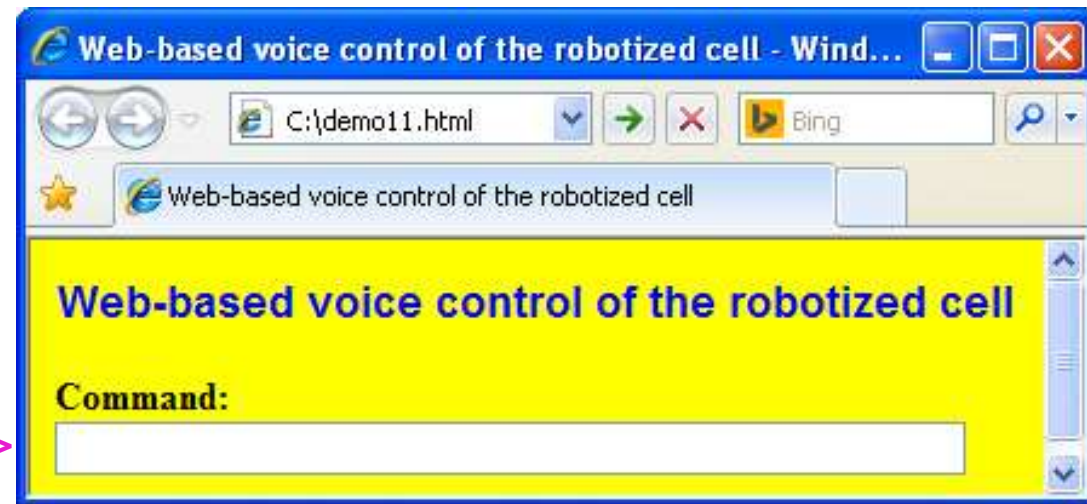 Web-based voice control of the robotized cell - Wind...
C:\demo11.html Bing
Web-based voice control of the robotized cell
Web-based voice control of the robotized cell
Command:
>